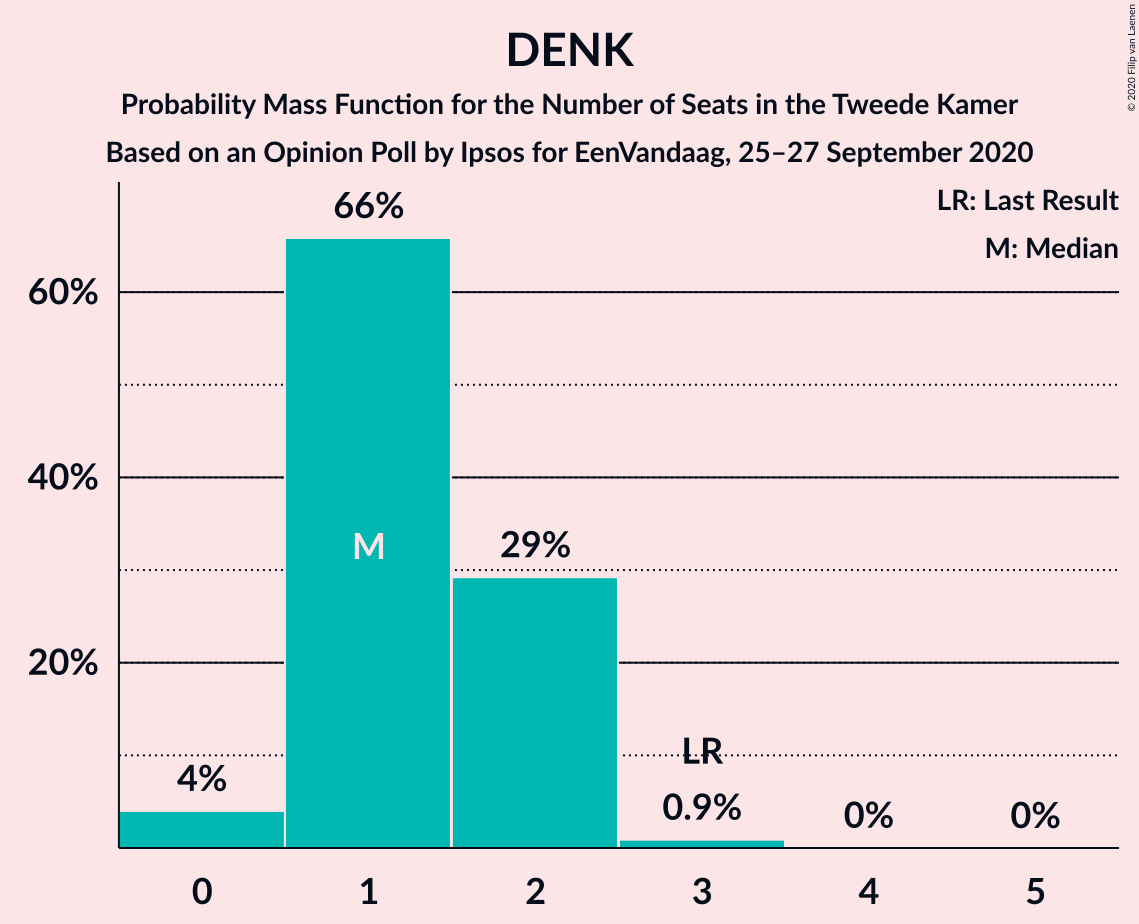 DENK
Probability Mass Function for the Number of Seats in the Tweede Kamer
Based on an Opinion Poll by Ipsos for EenVandaag, 25–27 September 2020
© 2020 Filip van Laenen
LR: Last Result
M: Median
66%
60%
40%
M
29%
20%
LR
4%
0.9%
0%
0%
0
1
2
3
4
5